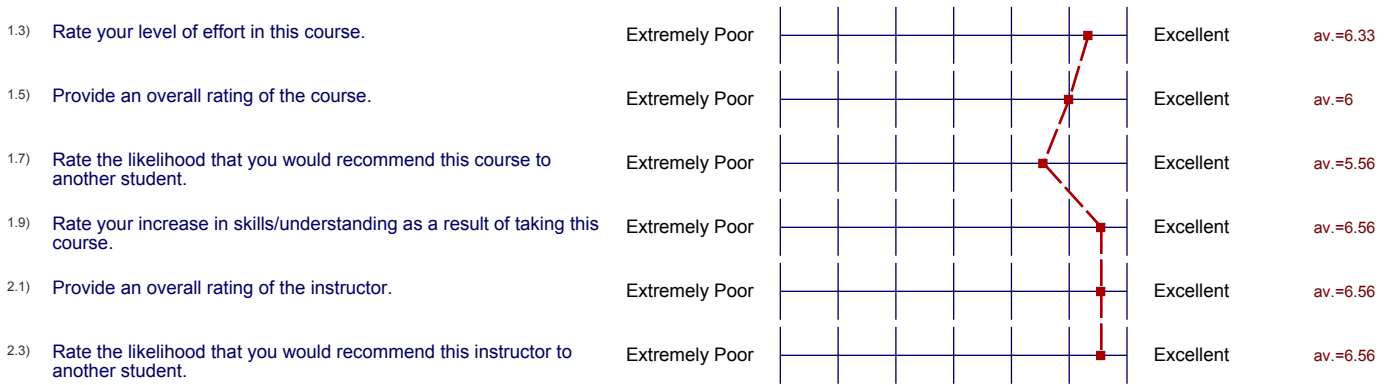 1.3) Rate your level of effort in this course. Extremely Poor Excellent av.=6.33
1.5) Provide an overall rating of the course. Extremely Poor Excellent av.=6
1.7) Rate the likelihood that you would recommend this course to Extremely Poor Excellent av.=5.56
another student.
1.9) Rate your increase in skills/understanding as a result of taking this Extremely Poor Excellent av.=6.56
course.
2.1) Provide an overall rating of the instructor. Extremely Poor Excellent av.=6.56
2.3) Rate the likelihood that you would recommend this instructor to Extremely Poor Excellent av.=6.56
another student.